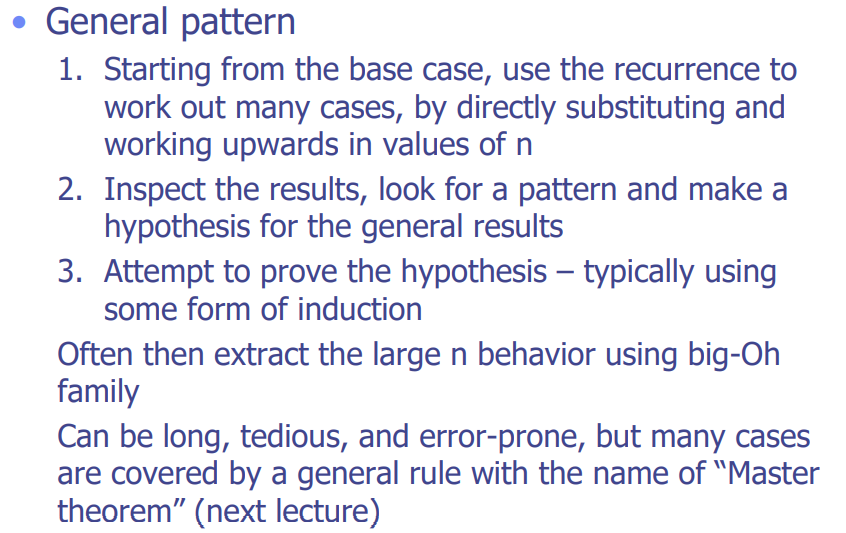 • General pattern
1. Starting from the base case, use the recurrence to
work out many cases, by directly substituting and
working upwards in values of n
2. Inspect the results, look for a pattern and make a
hypothesis for the general results
3. Attempt to prove the hypothesis – typically using
some form of induction
Often then extract the large n behavior using big-Oh
family
Can be long, tedious, and error-prone, but many cases
are covered by a general rule with the name of “Master
theorem” (next lecture)